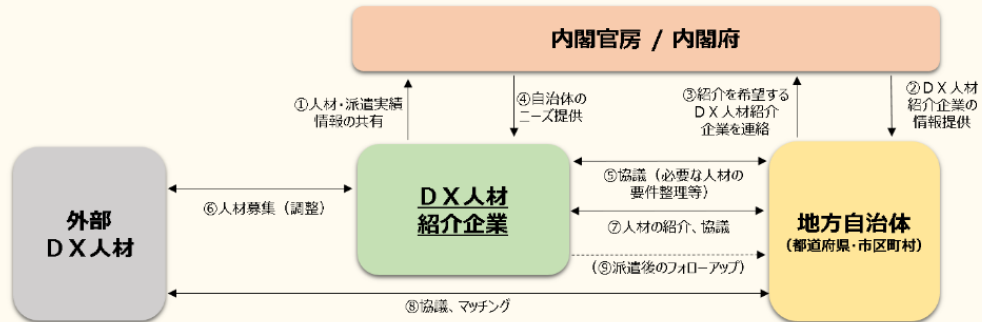 内閣官房 / 内閣府
①人材・派遣実績
情報の共有
④自治体の
ニーズ提供
③紹介を希望する
DX人材紹介
企業を連絡
②DX人材
紹介企業の
情報提供
外部
DX人材
⑥人材募集（調整）
DX人材
紹介企業
⑤協議（必要な人材の
要件整理等）
⑦人材の紹介、協議
（⑨派遣後のフォローアップ）
地方自治体
（都道府県・市区町村）
⑧協議、マッチング